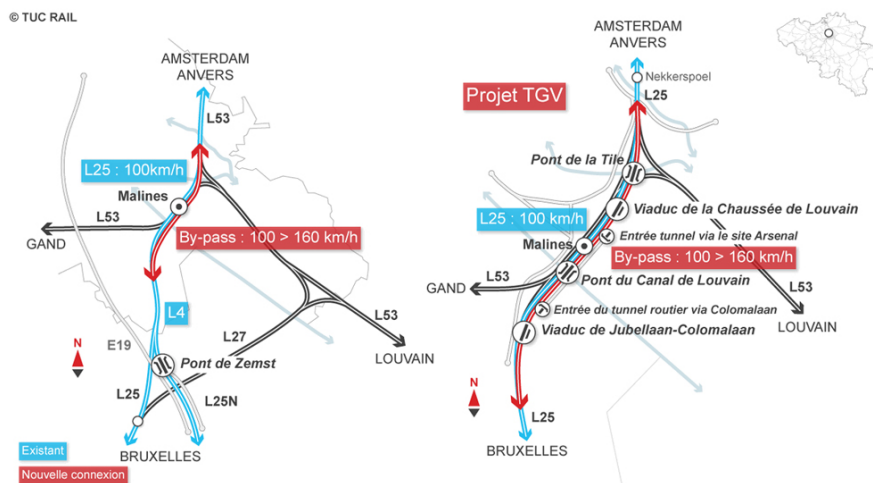 © TUC RAIL
AMSTERDAM
ANVERS
L53
L25 : 100km/h
Malines
L53
GAND
By-pass : 100 > 160 km/h
L4
L53
L27
LOUVAIN
E19
N
Pont de Zemst
L25
L25N
BRUXELLES
Existant
Nouvelle connexion
AMSTERDAM
ANVERS
Nekkerspoel
Projet TGV
L25
Pont de la Tile
Viaduc de la Chaussée de Louvain
L25 : 100 km/h
Entrée tunnel via le site Arsenal
Malines
By-pass : 100 > 160 km/h
L53
GAND
Pont du Canal de Louvain
L53
Entrée du tunnel routier via Colomalaan
LOUVAIN
Viaduc de Jubellaan-Colomalaan
N
L25
BRUXELLES